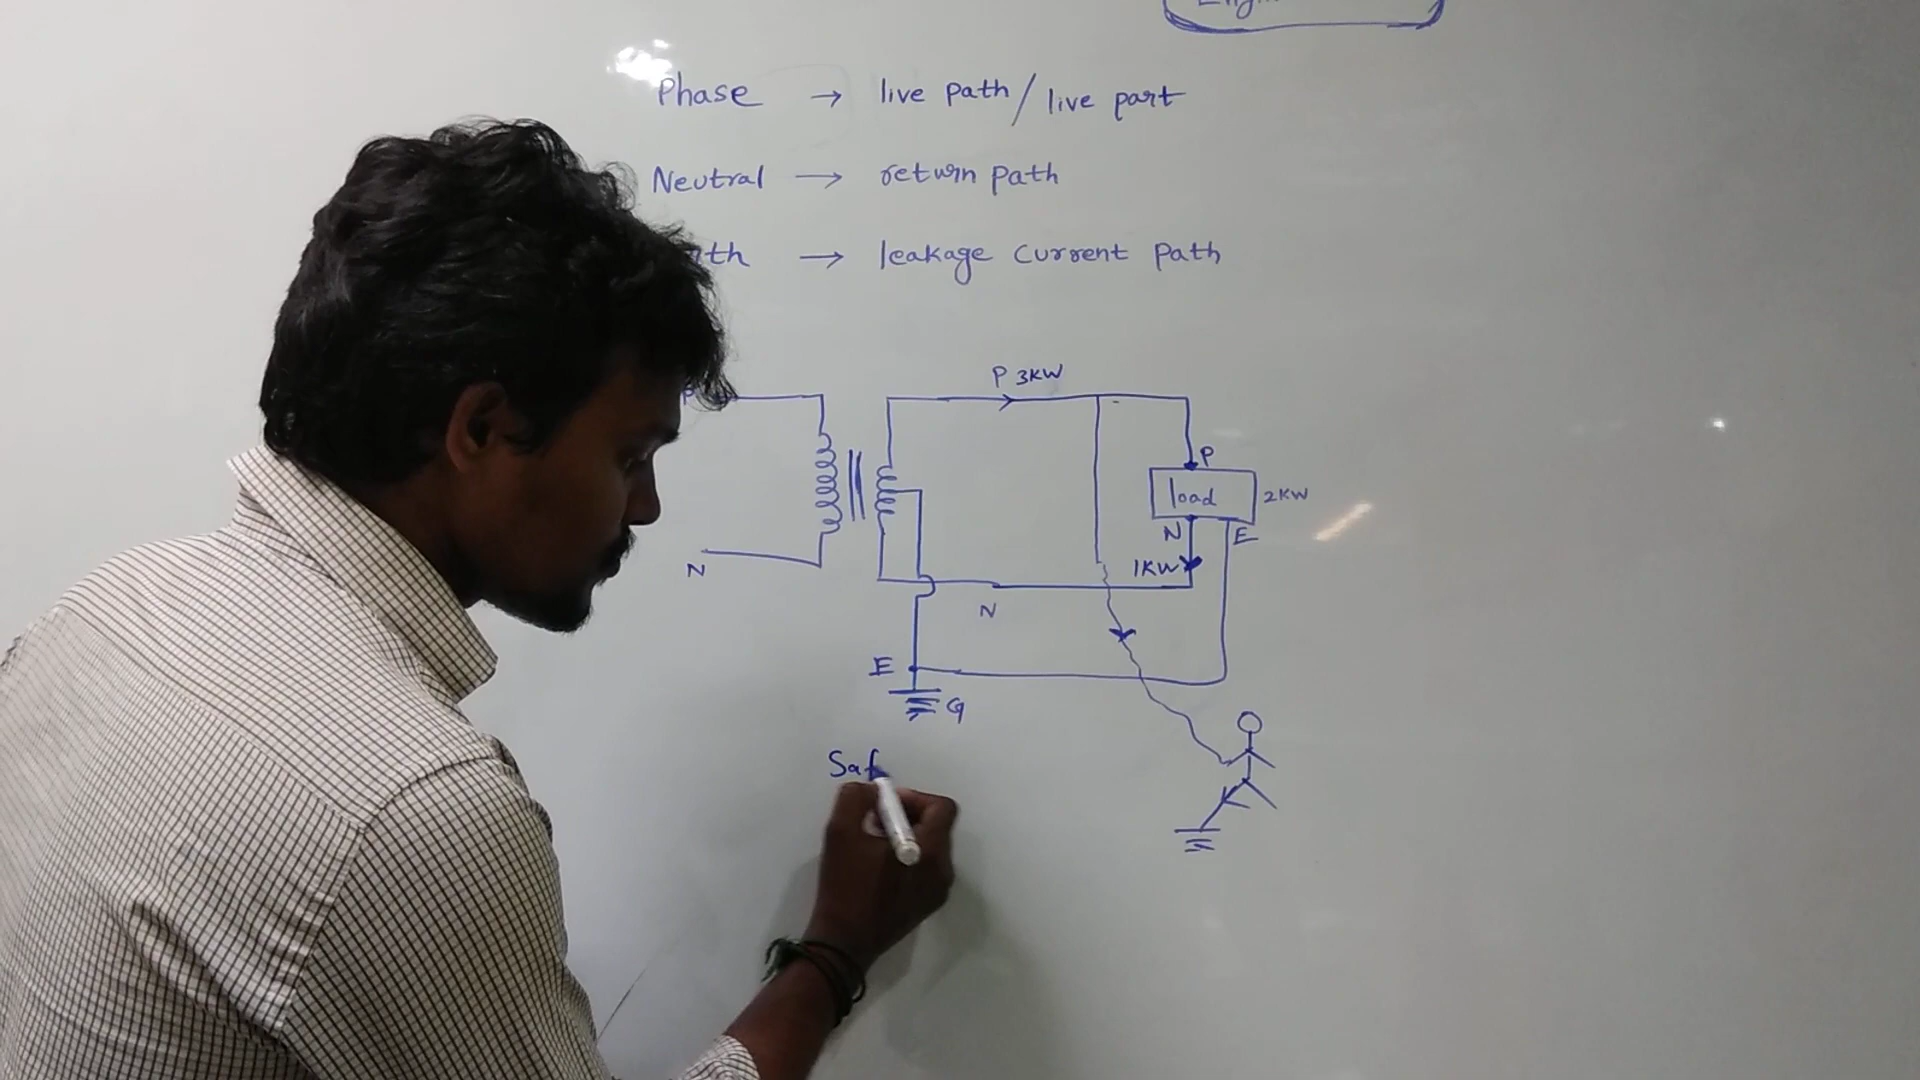 Phase → live path / live part
Neutral → return path
→ leakage current path
P 3KW
P
load 2KW
N E
1KW
N
N
E
G
Saf